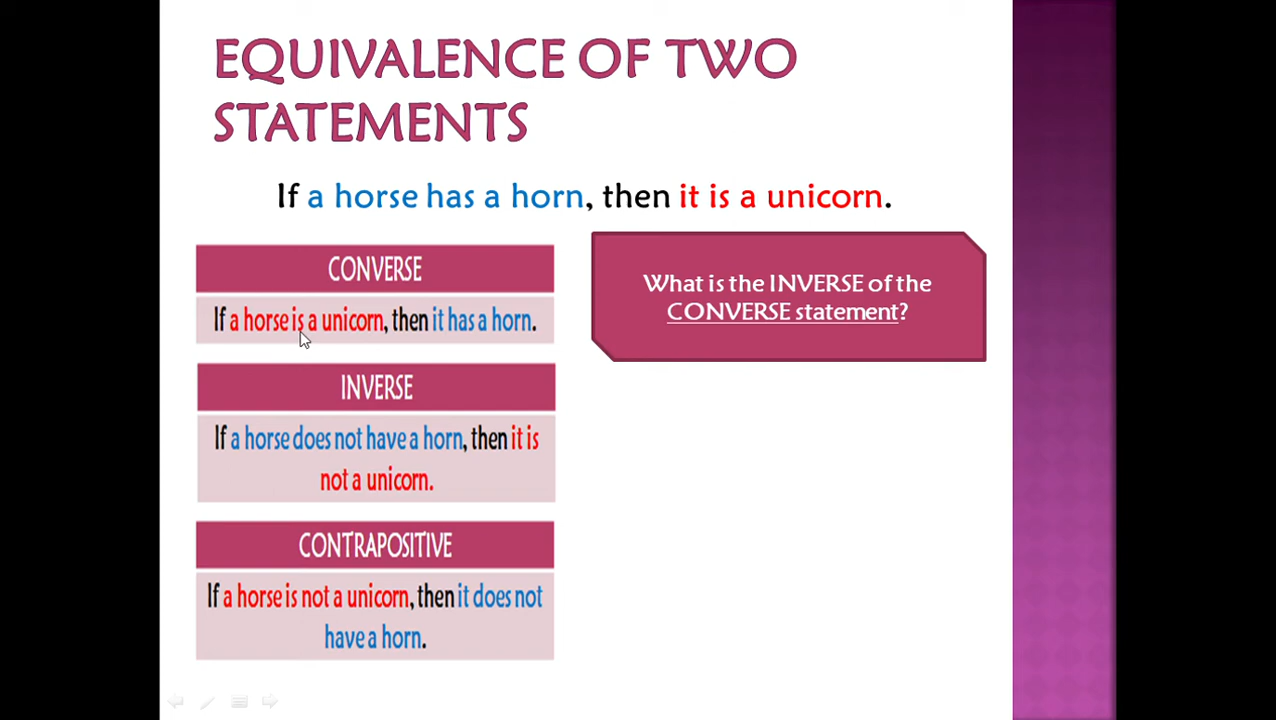 EQUIVALENCE OF TWO
STATEMENTS
If a horse has a horn, then it is a unicorn.
CONVERSE
If a horse is a unicorn, then it has a horn.
INVERSE
If a horse does not have a horn, then it is
not a unicorn.
CONTRAPOSITIVE
If a horse is not a unicorn, then it does not
have a horn.
What is the INVERSE of the
CONVERSE statement?